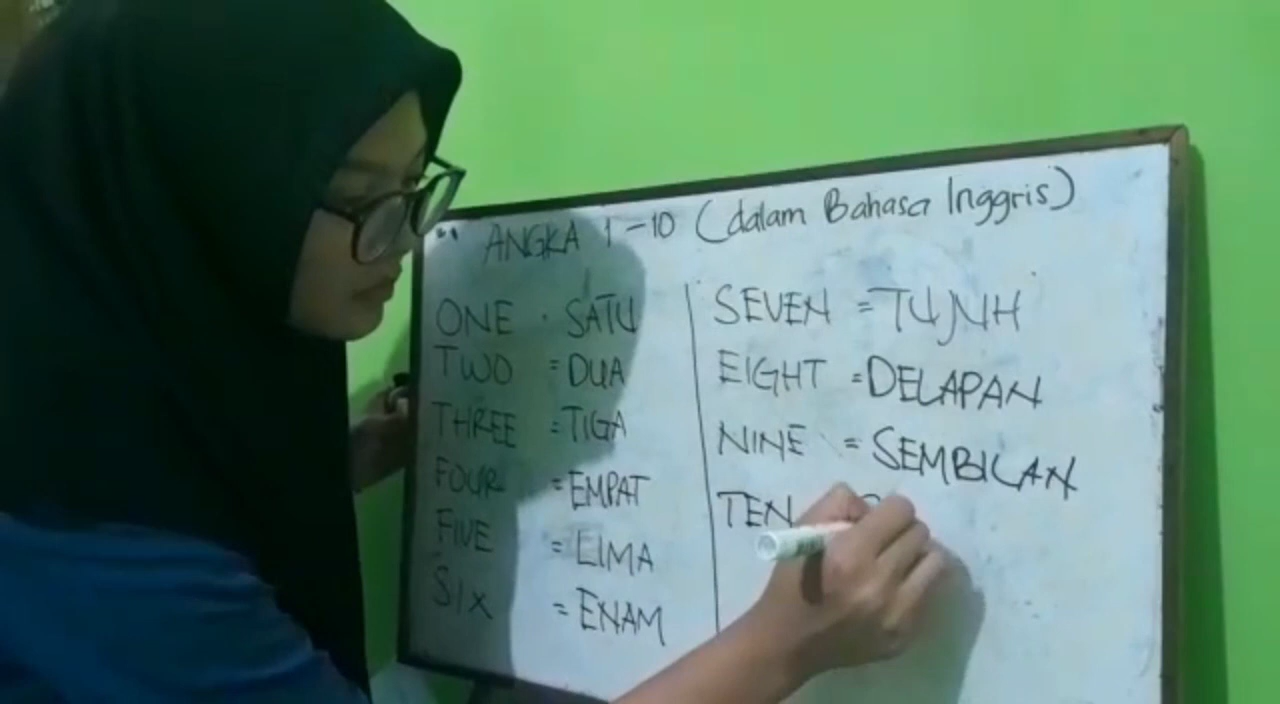 ANGKA 1-10 (dalam Bahasa Inggris)
ONE · SATU
TWO = DUA
THREE = TIGA
FOUR = EMPAT
FIVE = LIMA
SIX = ENAM
SEVEN = TUJUH
EIGHT = DELAPAN
NINE = SEMBILAN
TEN